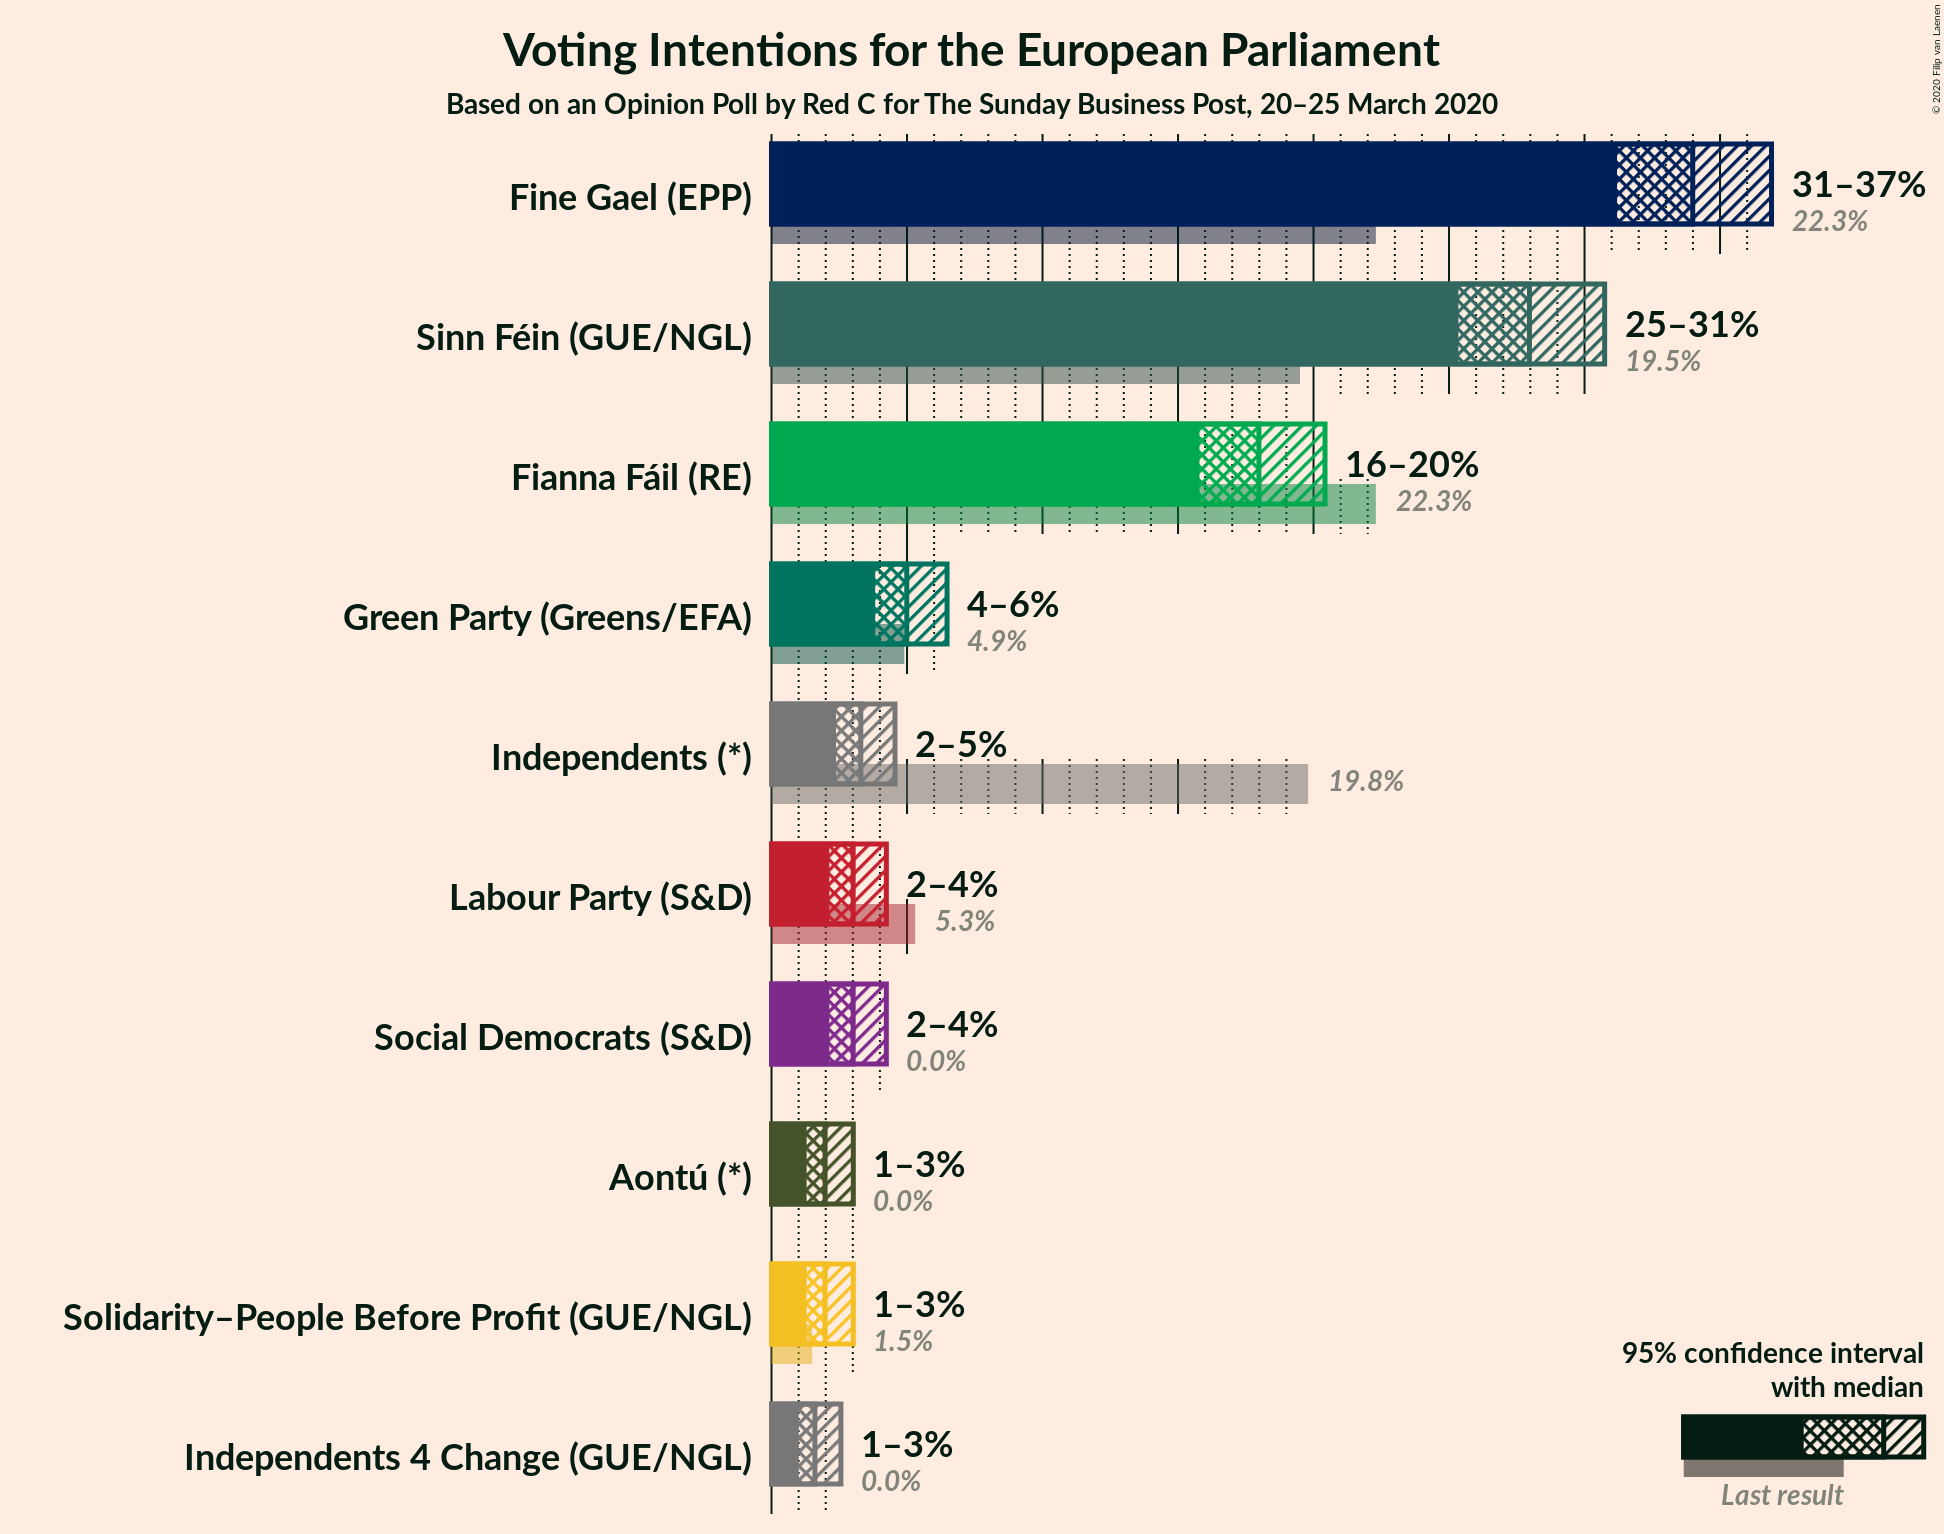 Voting Intentions for the European Parliament
Based on an Opinion Poll by Red C for The Sunday Business Post, 20–25 March 2020
© 2020 Filip van Laenen
Fine Gael (EPP)
31–37%
22.3%
Sinn Féin (GUE/NGL)
25–31%
19.5%
Fianna Fáil (RE)
16–20%
22.3%
Green Party (Greens/EFA)
4–6%
4.9%
Independents (*)
2–5%
19.8%
Labour Party (S&D)
2–4%
5.3%
Social Democrats (S&D)
2–4%
0.0%
Aontú (*)
1–3%
0.0%
Solidarity–People Before Profit (GUE/NGL)
1–3%
1.5%
Independents 4 Change (GUE/NGL)
1–3%
0.0%
95% confidence interval
with median
Last result